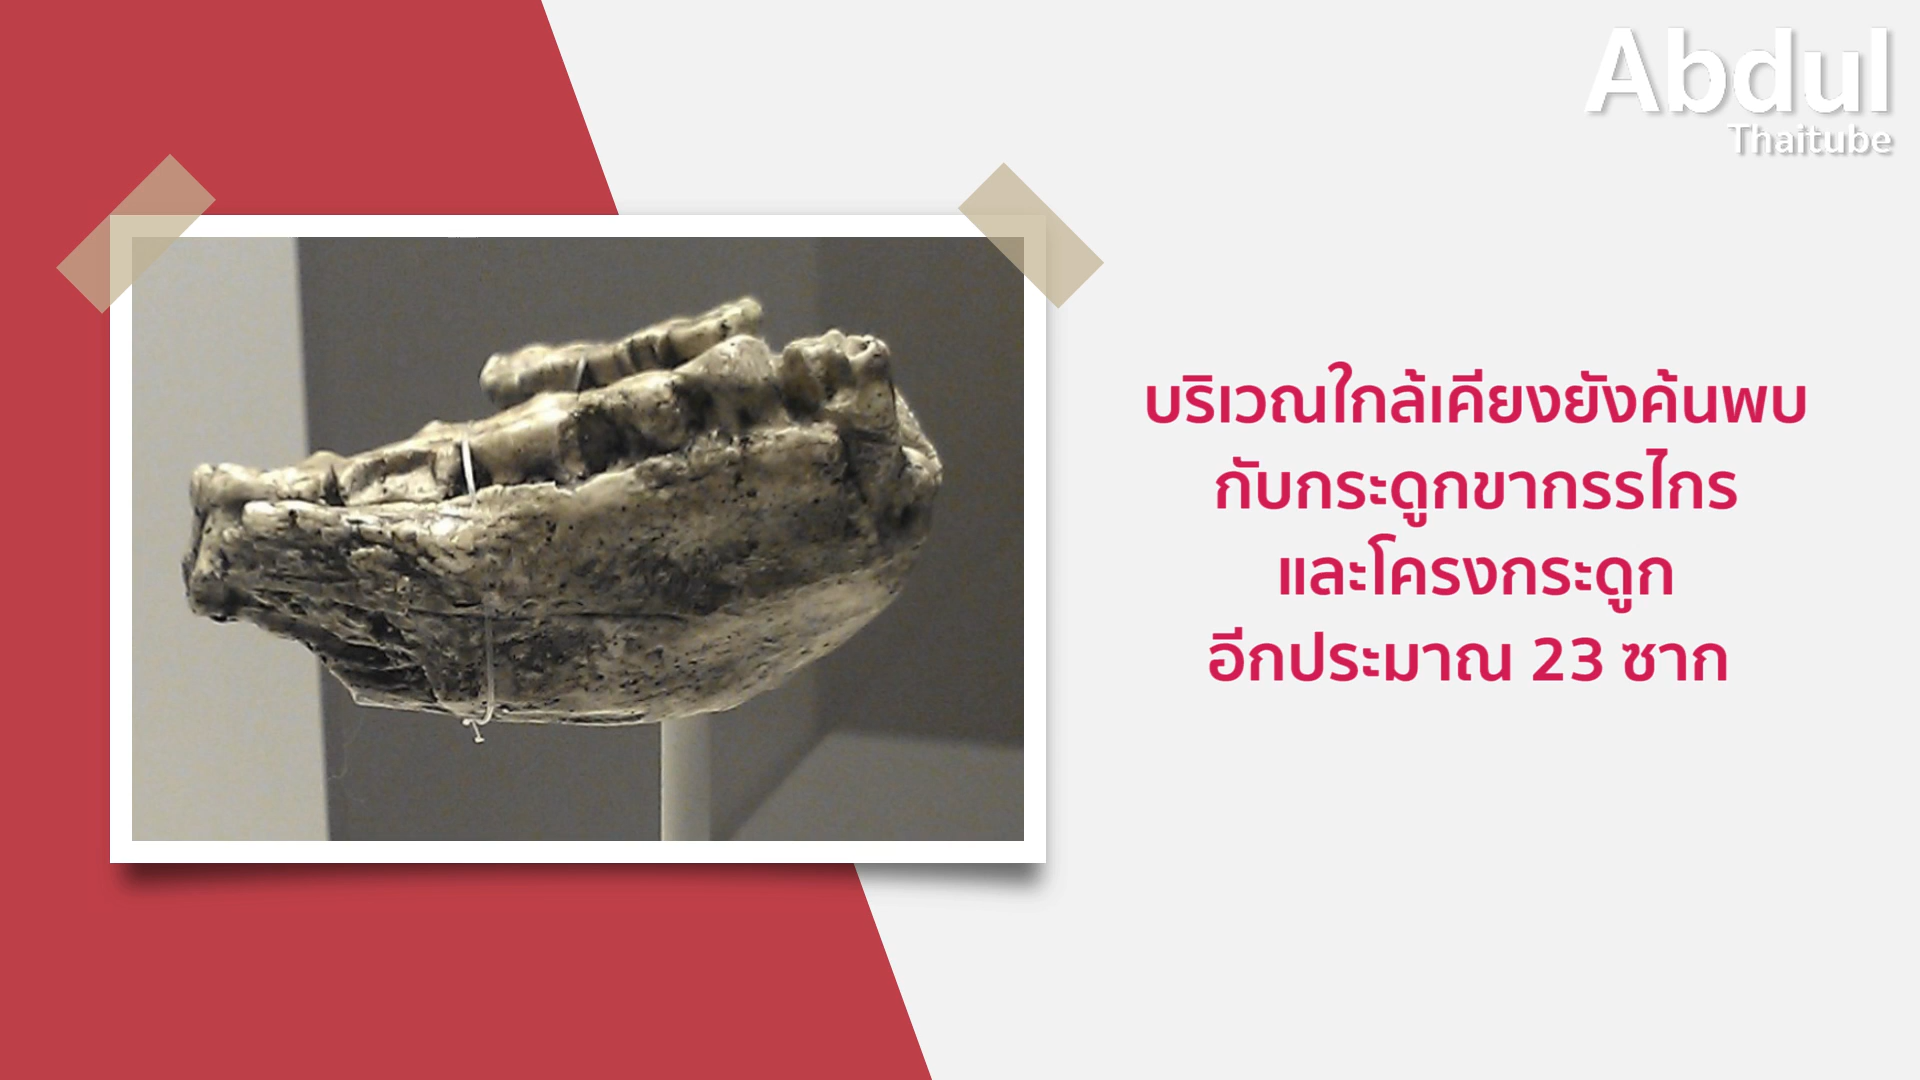 Abdul
Thaitube
บริเวณใกล้เคียงยังค้นพบ
กับกระดูกขากรรไกร
และโครงกระดูก
อีกประมาณ 23 ซาก